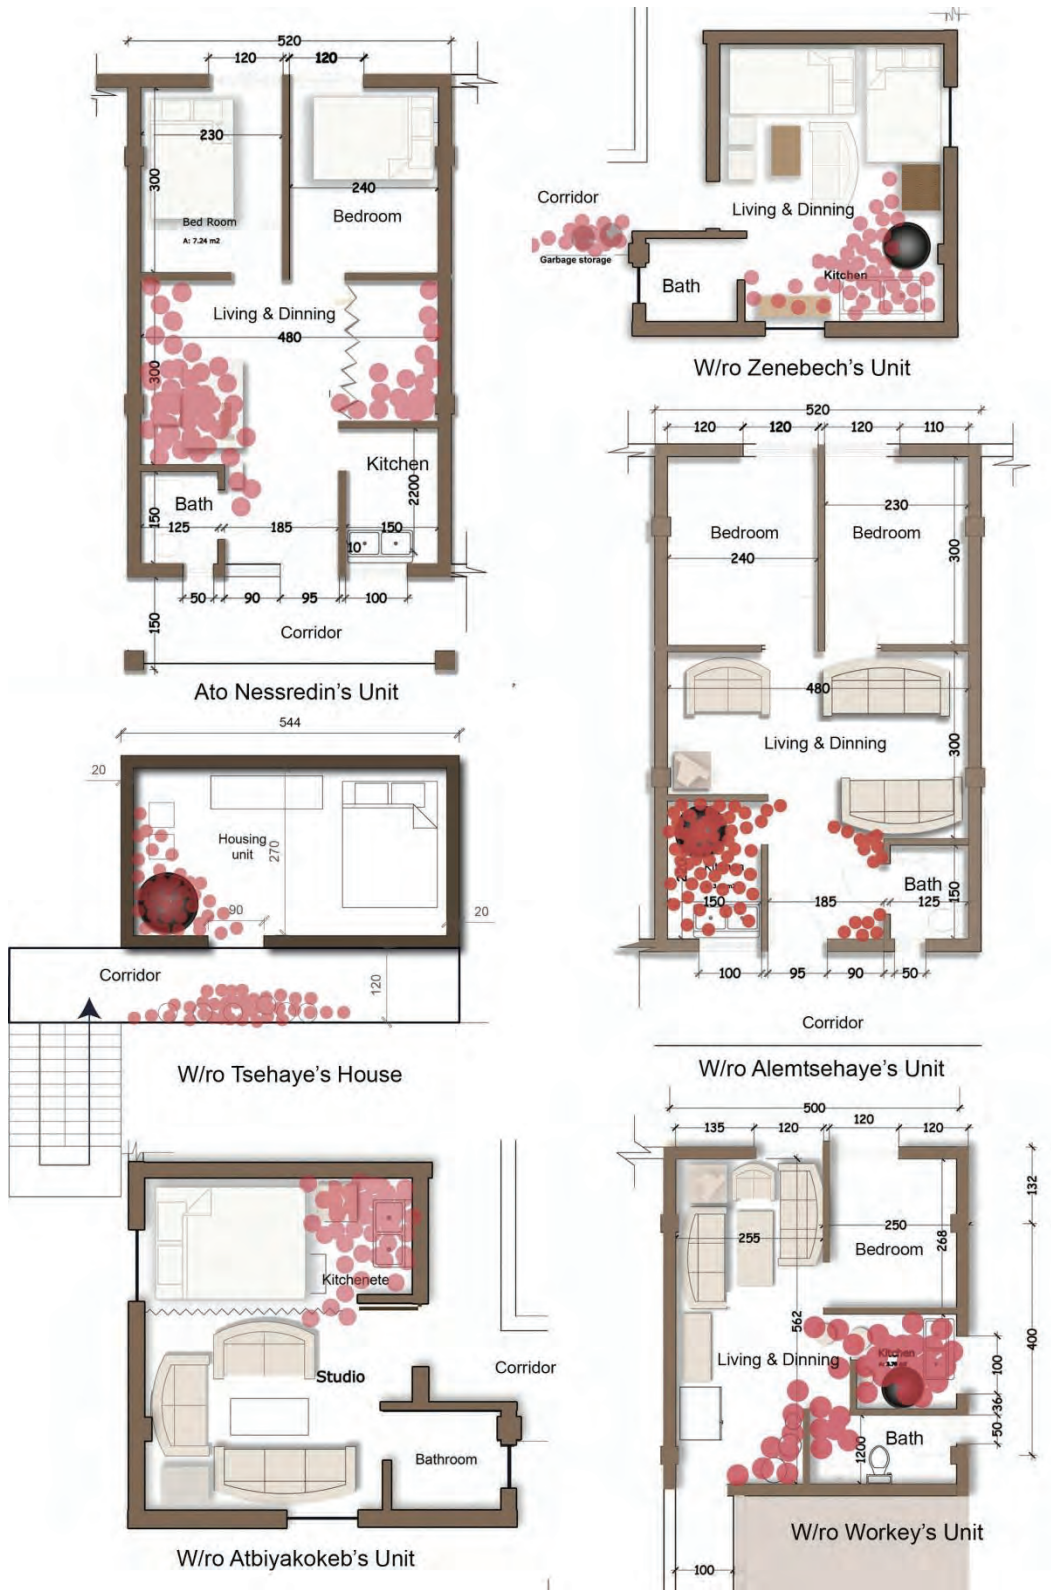 520
120
120
230
300
240
Bedroom
Bed Room
A: 7.24 m2
Living & Dinning
480
300
Kitchen
2200
Bath
150
125
185
150
10
50
90
95
100
150
Corridor
Ato Nessredin's Unit
Corridor
Garbage storage
Living & Dinning
Kitchen
Bath
W/ro Zenebech's Unit
520
120
120
120
110
230
Bedroom
Bedroom
240
300
480
Living & Dinning
300
Bath
150
150
185
125
100
95
90
50
Corridor
W/ro Alemtsehaye's Unit
544
20
Housing
unit
270
90
20
Corridor
120
W/ro Tsehaye's House
Kitchenete
Studio
Corridor
Bathroom
W/ro Atbiyakokeb's Unit
500
135
120
120
120
132
255
250
268
Bedroom
562
400
Living & Dinning
Kitchen
100
36
50
Bath
1200
W/ro Workey's Unit
100